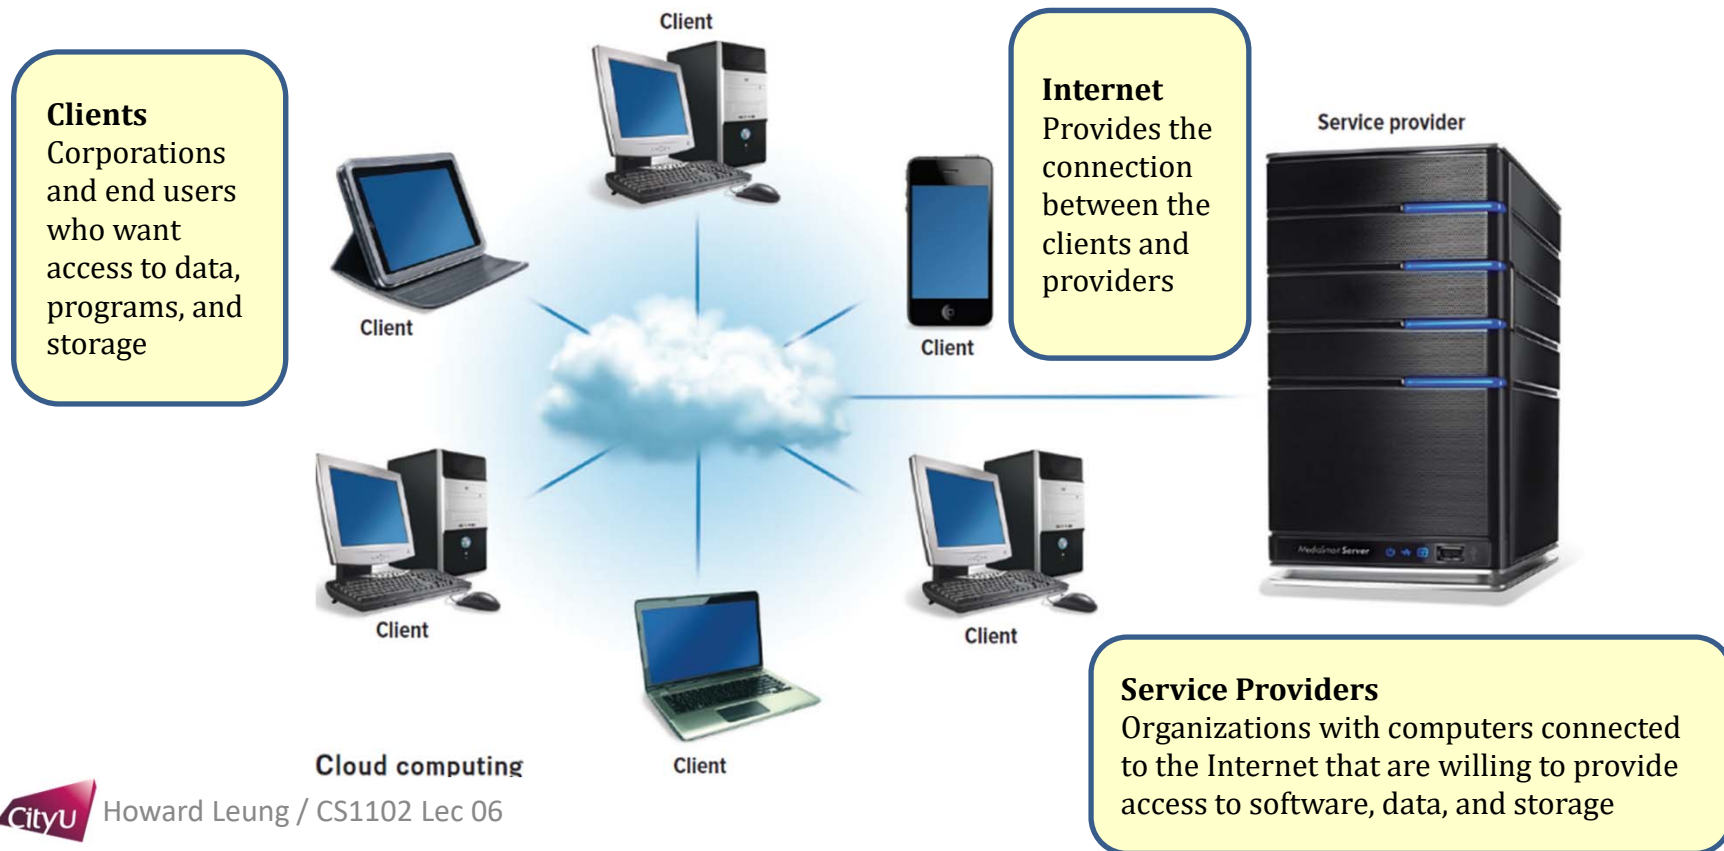 Client
Clients
Corporations
and end users
who want
access to data,
programs, and
storage
Internet
Provides the
connection
between the
clients and
providers
Service provider
Client
Client
Client
Client
Client
MediaSmart Server
Service Providers
Organizations with computers connected
to the Internet that are willing to provide
access to software, data, and storage
Cloud computing
CityU
Howard Leung / CS1102 Lec 06